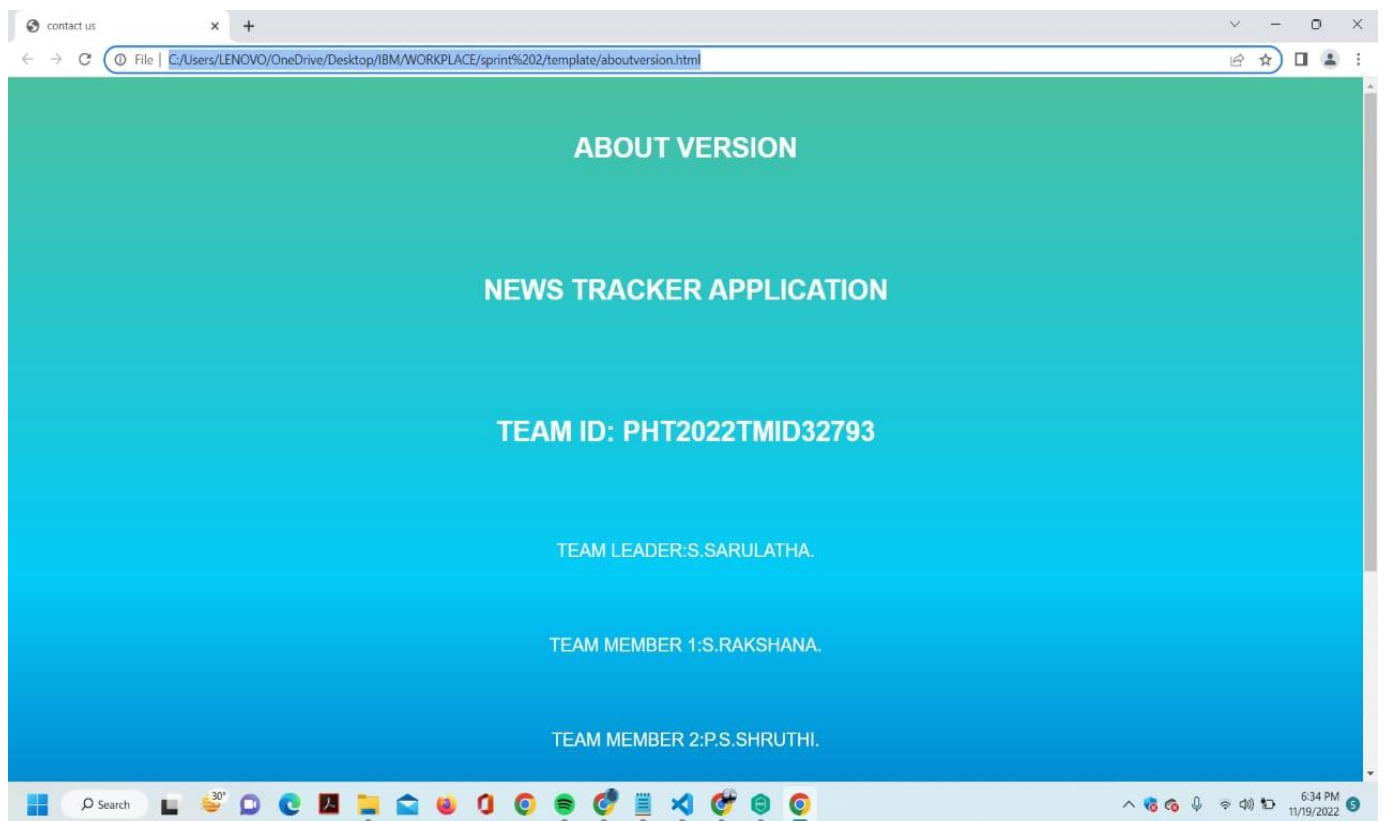 contact us
File
C:/Users/LENOVO/OneDrive/Desktop/IBM/WORKPLACE/sprint%202/template/aboutversion.html
ABOUT VERSION
NEWS TRACKER APPLICATION
TEAM ID: PHT2022TMID32793
TEAM LEADER:S.SARULATHA.
TEAM MEMBER 1:S.RAKSHANA.
TEAM MEMBER 2:P.S.SHRUTHI.
Search
30°
6:34 PM
11/19/2022
5